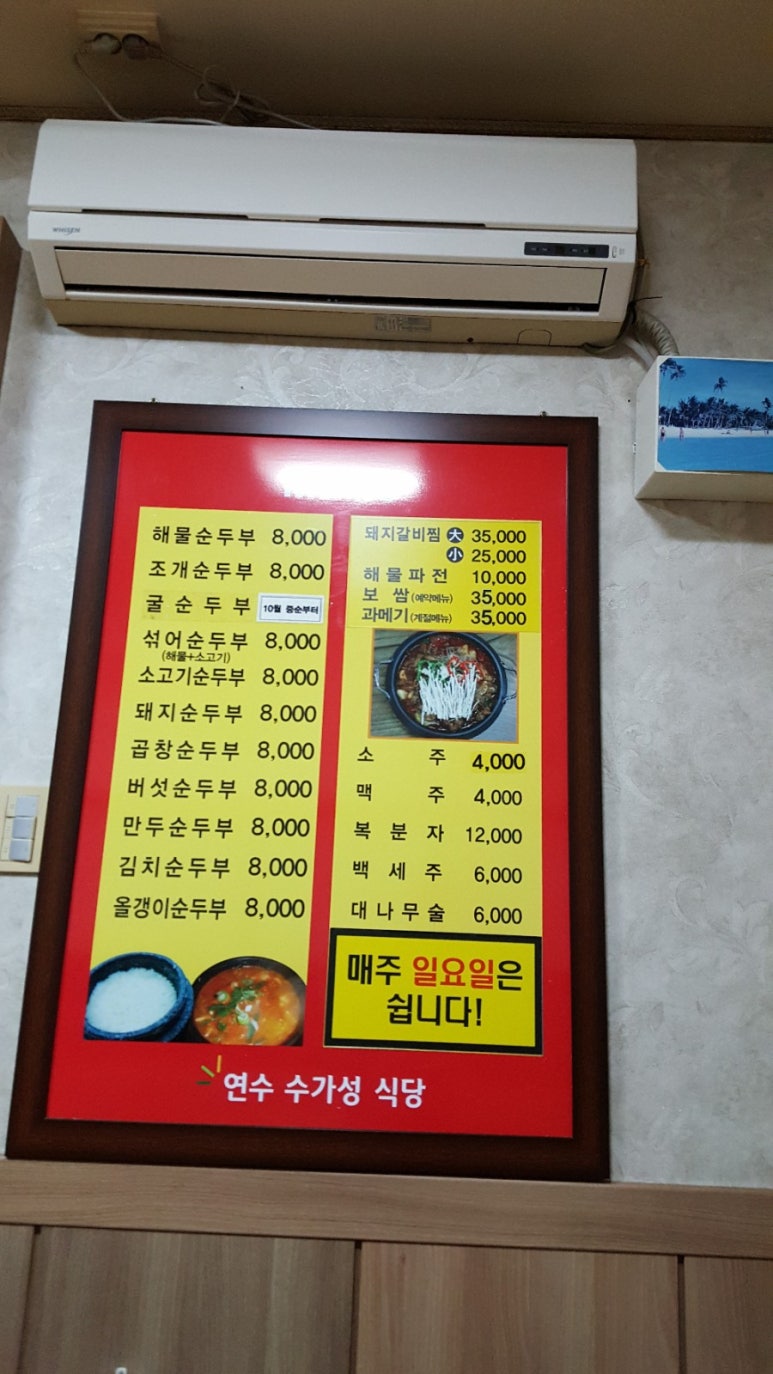 WHISEN
해물순두부 8,000
조개순두부 8,000
굴순두부 10월 중순부터
섞어순두부 8,000
(해물+소고기)
소고기순두부 8,000
돼지순두부 8,000
곱창순두부 8,000
버섯순두부 8,000
만두순두부 8,000
김치순두부 8,000
올갱이순두부 8,000
돼지갈비찜 大 35,000
小 25,000
해물파전 10,000
보쌈(예약메뉴) 35,000
과메기(계절메뉴) 35,000
소주 4,000
맥주 4,000
복분자 12,000
백세주 6,000
대나무술 6,000
매주 일요일은
쉽니다!
연수 수가성 식당